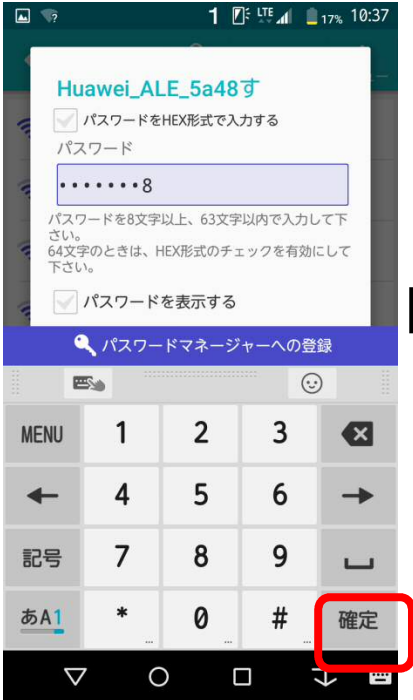 1 LTE 17% 10:37
Huawei_ALE_5a48す
パスワードをHEX形式で入力する
パスワード
•••••••8
パスワードを8文字以上、63文字以内で入力して下
さい。
64文字のときは、HEX形式のチェックを有効にして
下さい。
パスワードを表示する
パスワードマネージャーへの登録
MENU 1 2 3
4 5 6
記号 7 8 9
あA1 * 0 # 確定